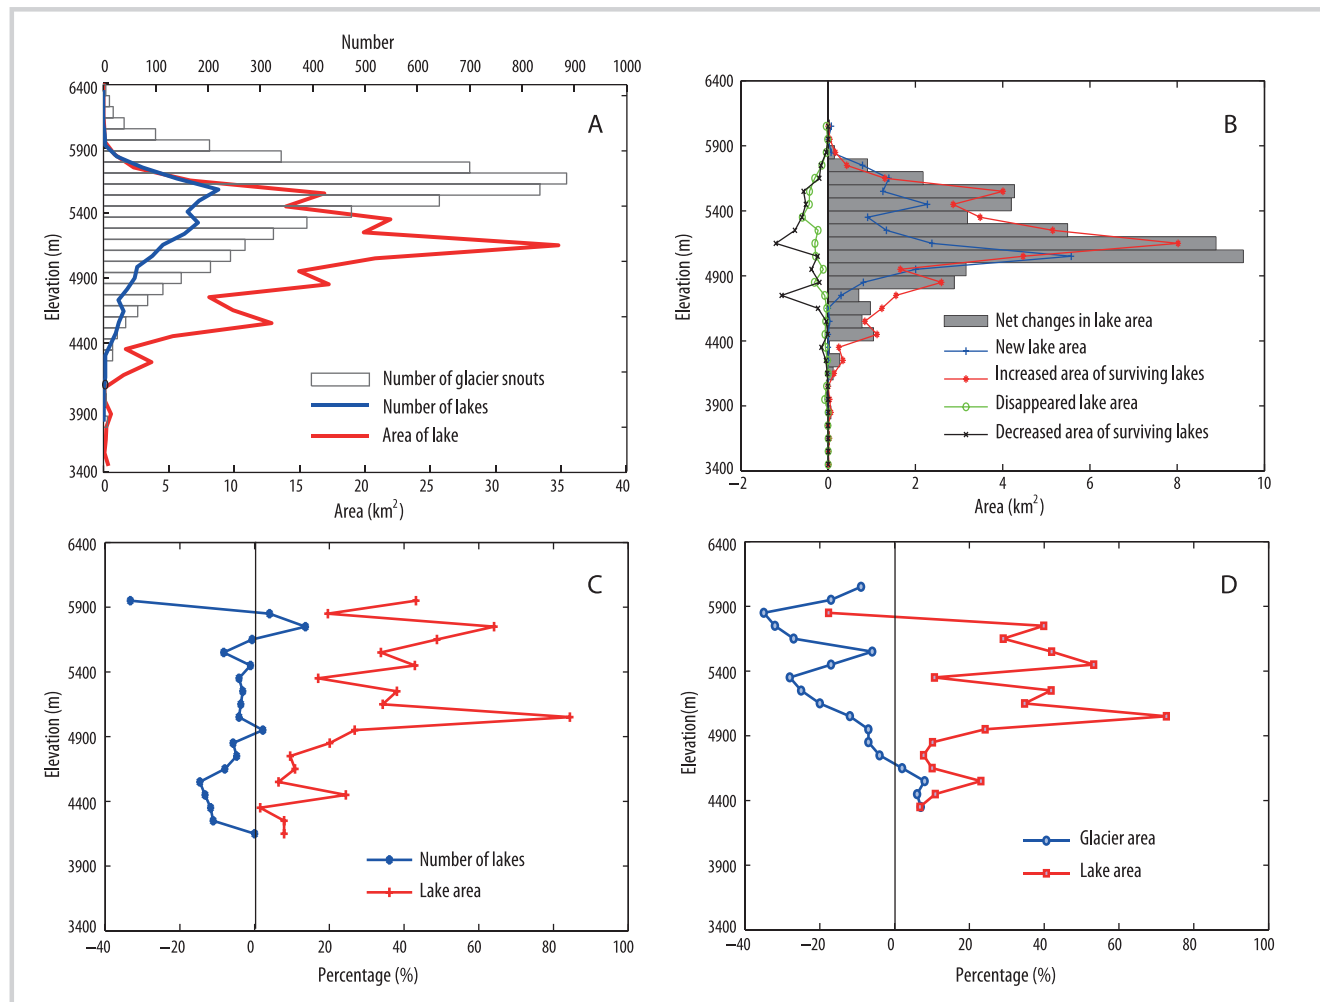 Number
0 100 200 300 400 500 600 700 800 900 1000
6400
5900
5400
4900
4400
3900
3400
Elevation (m)
A
Number of glacier snouts
Number of lakes
Area of lake
0 5 10 15 20 25 30 35 40
Area (km²)
6400
5900
5400
4900
4400
3900
3400
Elevation (m)
B
Net changes in lake area
New lake area
Increased area of surviving lakes
Disappeared lake area
Decreased area of surviving lakes
−2 0 2 4 6 8 10
Area (km²)
6400
5900
5400
4900
4400
3900
3400
Elevation (m)
C
Number of lakes
Lake area
−40 −20 0 20 40 60 80 100
Percentage (%)
6400
5900
5400
4900
4400
3900
3400
Elevation(m)
D
Glacier area
Lake area
−40 −20 0 20 40 60 80 100
Percentage (%)